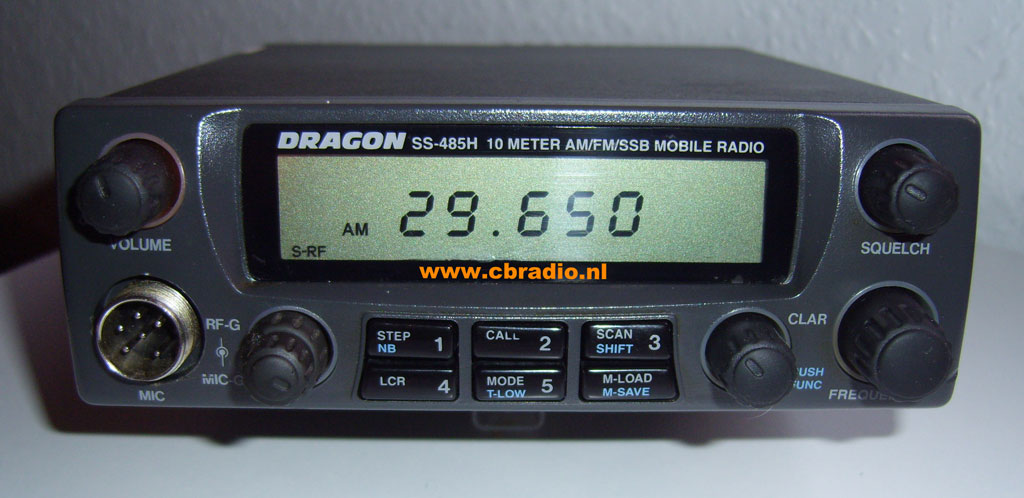 DRAGON SS-485H 10 METER AM/FM/SSB MOBILE RADIO
AM 29.650
S-RF
www.cbradio.nl
VOLUME
SQUELCH
RF-G
MIC-G
MIC
STEP 1
NB
CALL 2
SCAN 3
SHIFT
LCR 4
MODE 5
T-LOW
M-LOAD
M-SAVE
CLAR